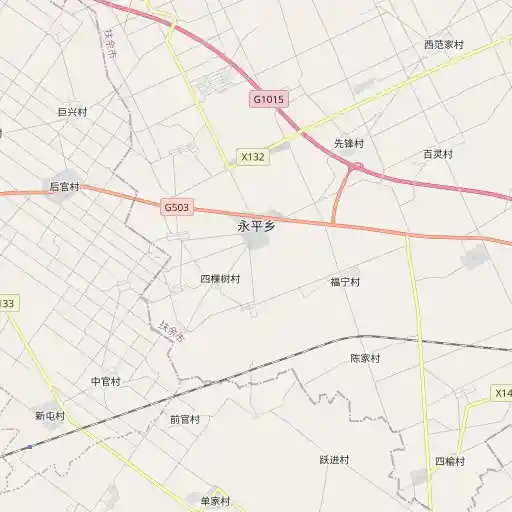 扶余市
西范家村
G1015
巨兴村
先锋村
X132
百灵村
后官村
G503
永平乡
四棵树村
福宁村
133
扶余市
陈家村
中官村
X14
新屯村
前官村
跃进村
四榆村
单家村